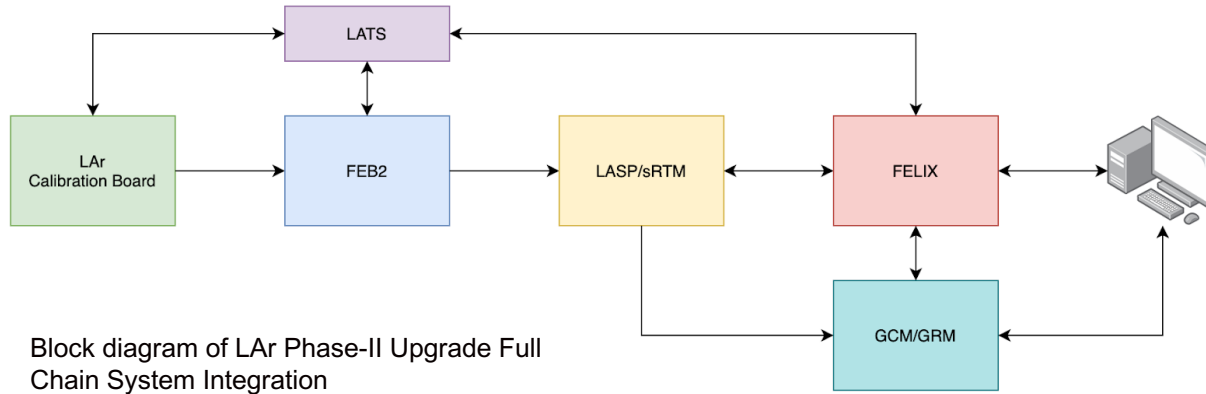 LATS
LAr
Calibration Board
FEB2
LASP/sRTM
FELIX
GCM/GRM
Block diagram of LAr Phase-II Upgrade Full
Chain System Integration